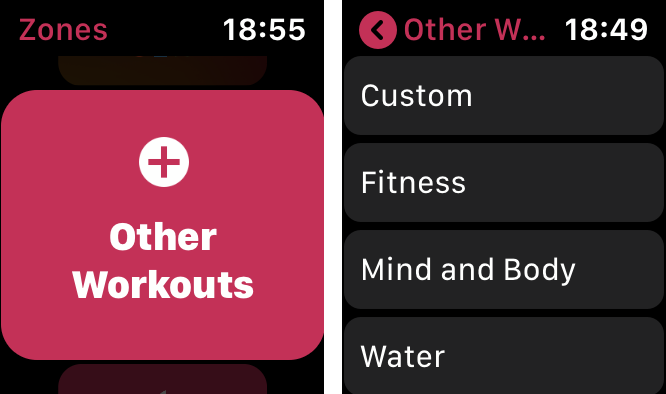 Zones 18:55
Other
Workouts
Other W... 18:49
Custom
Fitness
Mind and Body
Water